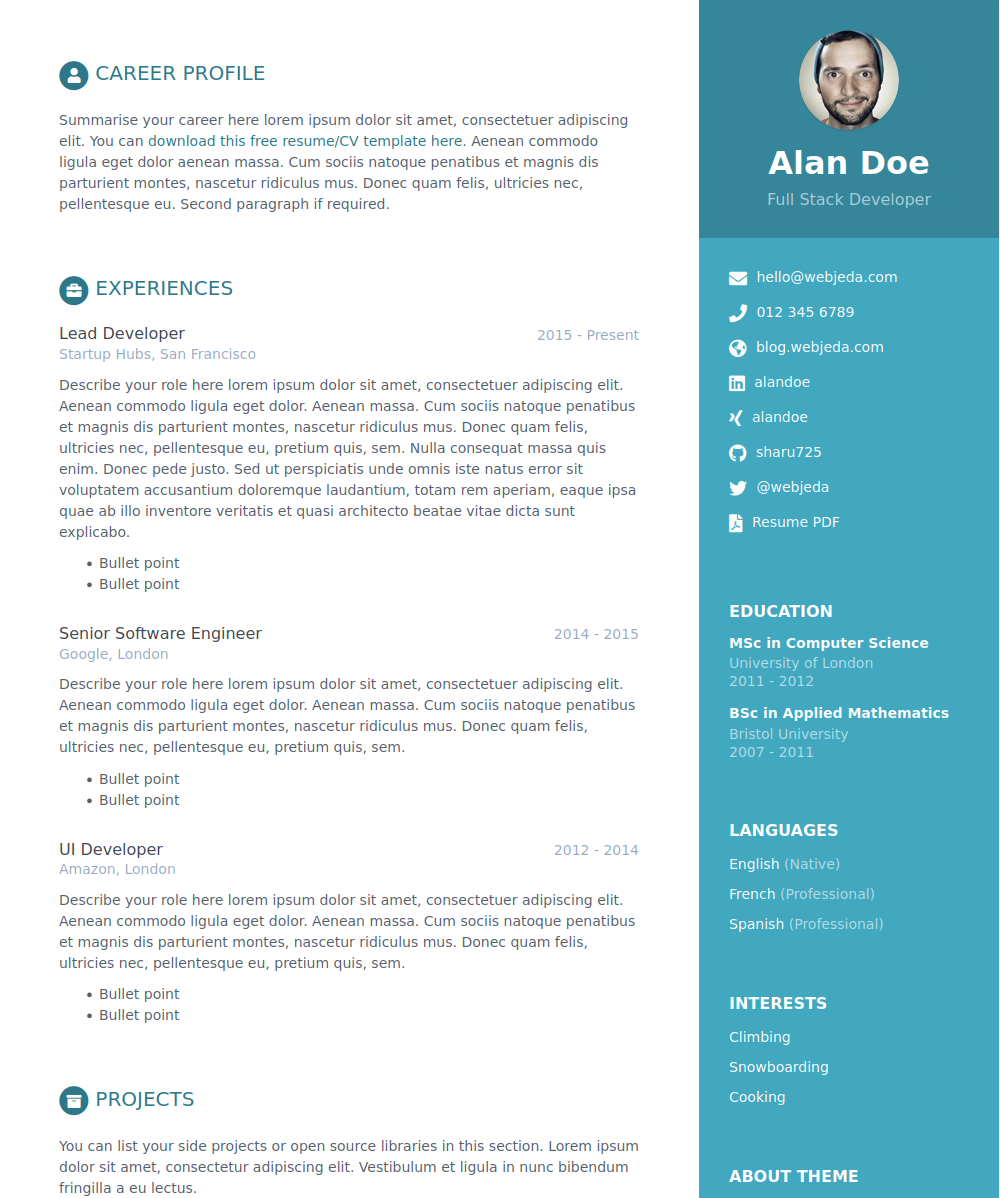 CAREER PROFILE
Summarise your career here lorem ipsum dolor sit amet, consectetuer adipiscing
elit. You can download this free resume/CV template here. Aenean commodo
ligula eget dolor aenean massa. Cum sociis natoque penatibus et magnis dis
parturient montes, nascetur ridiculus mus. Donec quam felis, ultricies nec,
pellentesque eu. Second paragraph if required.
EXPERIENCES
Lead Developer
2015 - Present
Startup Hubs, San Francisco
Describe your role here lorem ipsum dolor sit amet, consectetuer adipiscing elit.
Aenean commodo ligula eget dolor. Aenean massa. Cum sociis natoque penatibus
et magnis dis parturient montes, nascetur ridiculus mus. Donec quam felis,
ultricies nec, pellentesque eu, pretium quis, sem. Nulla consequat massa quis
enim. Donec pede justo. Sed ut perspiciatis unde omnis iste natus error sit
voluptatem accusantium doloremque laudantium, totam rem aperiam, eaque ipsa
quae ab illo inventore veritatis et quasi architecto beatae vitae dicta sunt
explicabo.
• Bullet point
• Bullet point
Senior Software Engineer
2014 - 2015
Google, London
Describe your role here lorem ipsum dolor sit amet, consectetuer adipiscing elit.
Aenean commodo ligula eget dolor. Aenean massa. Cum sociis natoque penatibus
et magnis dis parturient montes, nascetur ridiculus mus. Donec quam felis,
ultricies nec, pellentesque eu, pretium quis, sem.
• Bullet point
• Bullet point
UI Developer
2012 - 2014
Amazon, London
Describe your role here lorem ipsum dolor sit amet, consectetuer adipiscing elit.
Aenean commodo ligula eget dolor. Aenean massa. Cum sociis natoque penatibus
et magnis dis parturient montes, nascetur ridiculus mus. Donec quam felis,
ultricies nec, pellentesque eu, pretium quis, sem.
• Bullet point
• Bullet point
PROJECTS
You can list your side projects or open source libraries in this section. Lorem ipsum
dolor sit amet, consectetur adipiscing elit. Vestibulum et ligula in nunc bibendum
fringilla a eu lectus.
Alan Doe
Full Stack Developer
hello@webjeda.com
012 345 6789
blog.webjeda.com
alandoe
alandoe
sharu725
@webjeda
Resume PDF
EDUCATION
MSc in Computer Science
University of London
2011 - 2012
BSc in Applied Mathematics
Bristol University
2007 - 2011
LANGUAGES
English (Native)
French (Professional)
Spanish (Professional)
INTERESTS
Climbing
Snowboarding
Cooking
ABOUT THEME